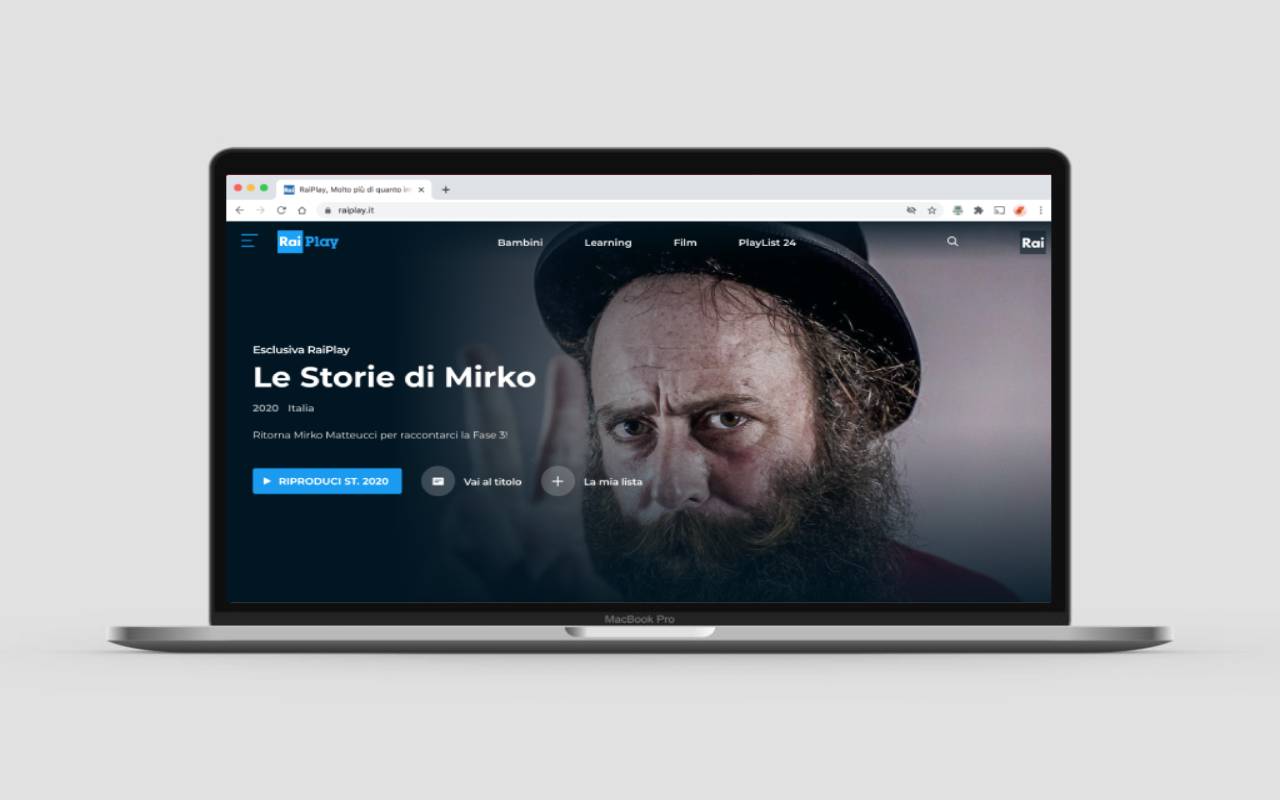 RaiPlay, Molto più di quanto im
raiplay.it
Rai Play
Bambini Learning Film PlayList 24
Rai
Esclusiva RaiPlay
Le Storie di Mirko
2020 Italia
Ritorna Mirko Matteucci per raccontarci la Fase 3!
RIPRODUCI ST. 2020 Vai al titolo La mia lista
MacBook Pro